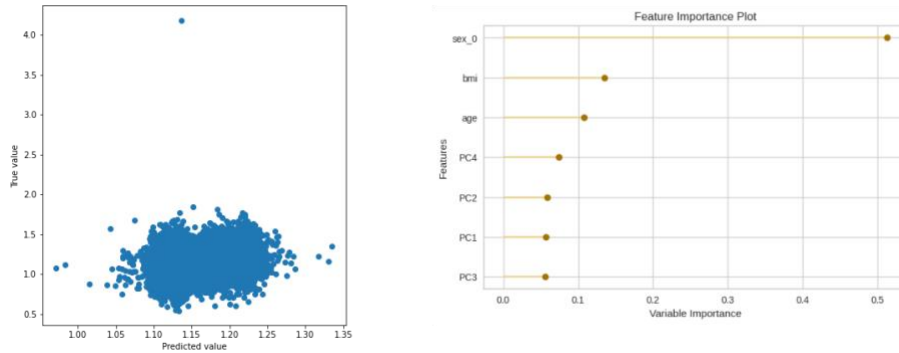 4.0
3.5
3.0
2.5
2.0
1.5
1.0
0.5
True value
1.00 1.05 1.10 1.15 1.20 1.25 1.30 1.35
Predicted value
Feature Importance Plot
sex_0
bmi
age
PC4
PC2
PC1
PC3
Features
0.0 0.1 0.2 0.3 0.4 0.5
Variable Importance